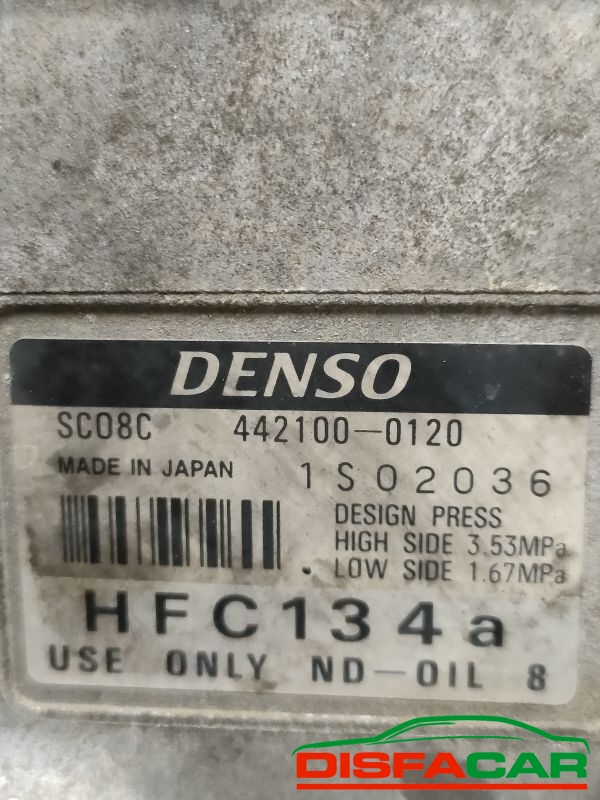 DENSO
SC08C 442100-0120
MADE IN JAPAN 1S02036
DESIGN PRESS
HIGH SIDE 3.53MPa
LOW SIDE 1.67MPa
HFC134a
USE ONLY ND-OIL 8
DISFACAR